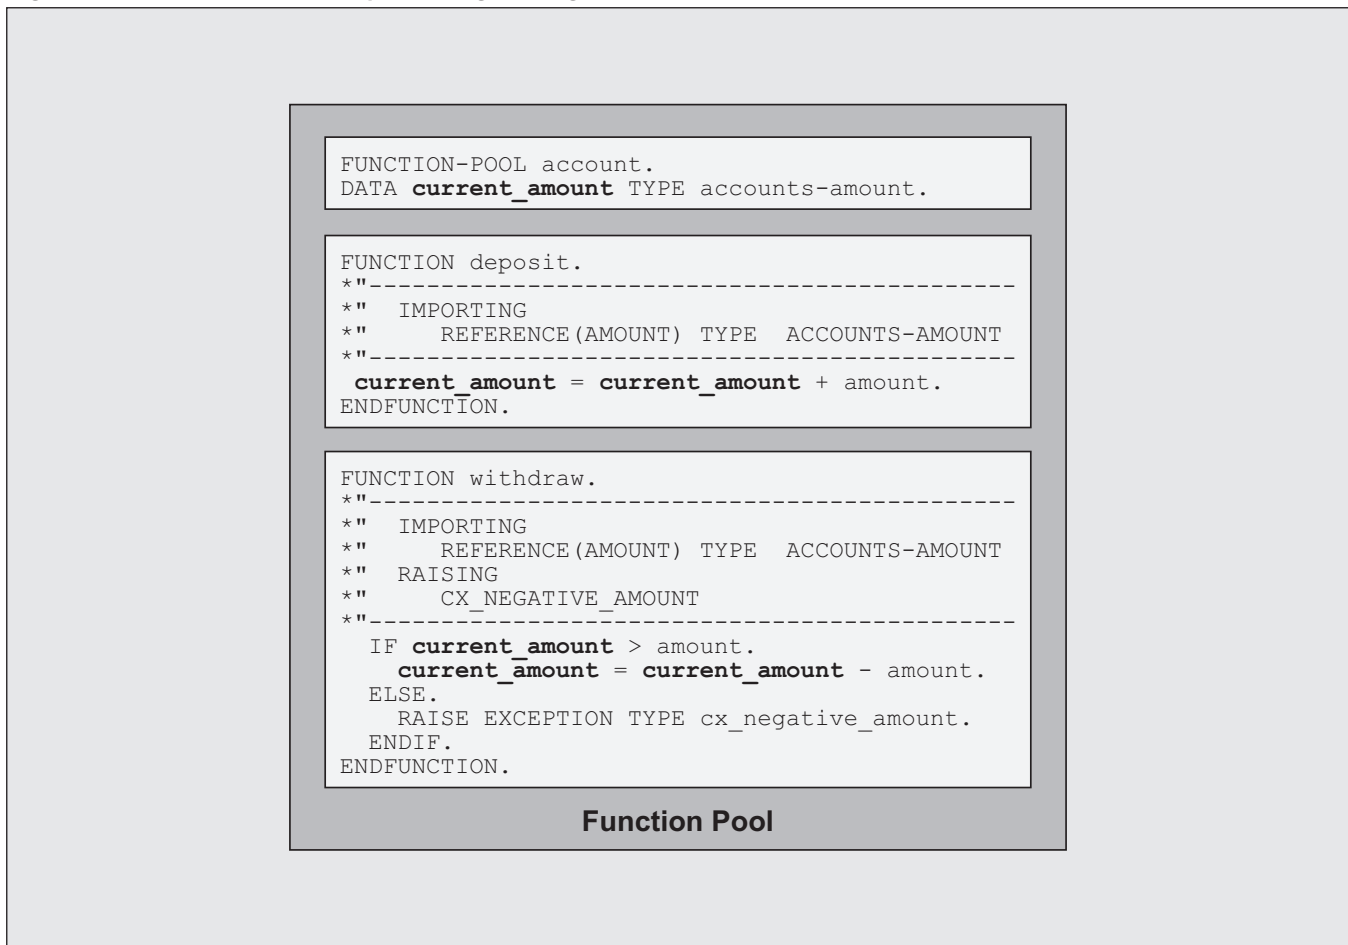 FUNCTION-POOL account.
DATA current_amount TYPE accounts-amount.
FUNCTION deposit.
*"---------------------------------------------
*"  IMPORTING
*"     REFERENCE(AMOUNT) TYPE  ACCOUNTS-AMOUNT
*"---------------------------------------------
 current_amount = current_amount + amount.
ENDFUNCTION.
FUNCTION withdraw.
*"---------------------------------------------
*"  IMPORTING
*"     REFERENCE(AMOUNT) TYPE  ACCOUNTS-AMOUNT
*"  RAISING
*"     CX_NEGATIVE_AMOUNT
*"---------------------------------------------
  IF current_amount > amount.
    current_amount = current_amount - amount.
  ELSE.
    RAISE EXCEPTION TYPE cx_negative_amount.
  ENDIF.
ENDFUNCTION.
Function Pool